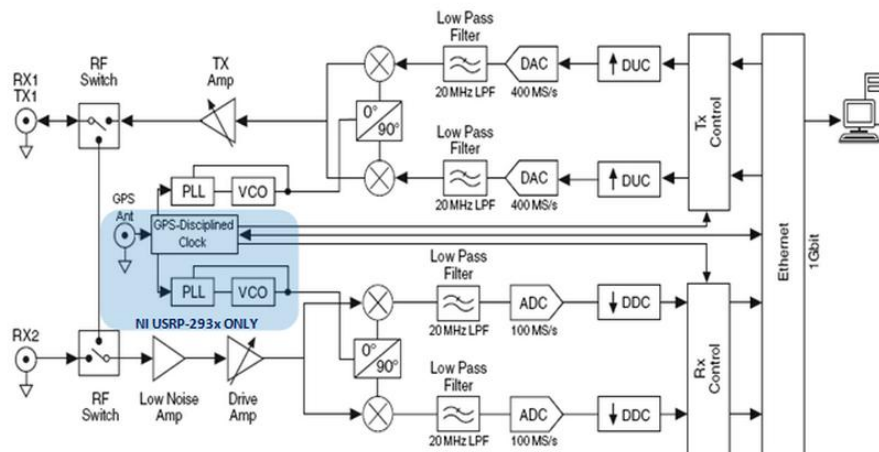 RX1
TX1
RF
Switch
TX
Amp
Low Pass
Filter
20 MHz LPF
DAC
400 MS/s
DUC
0°
90°
Low Pass
Filter
20 MHz LPF
DAC
400 MS/s
DUC
Tx Control
Ethernet
1Gbit
PLL
VCO
GPS
Ant
GPS-Disciplined
Clock
PLL
VCO
NI USRP-293x ONLY
RX2
RF
Switch
Low Noise
Amp
Drive
Amp
0°
90°
Low Pass
Filter
20 MHz LPF
ADC
100 MS/s
DDC
Low Pass
Filter
20 MHz LPF
ADC
100 MS/s
DDC
Rx Control